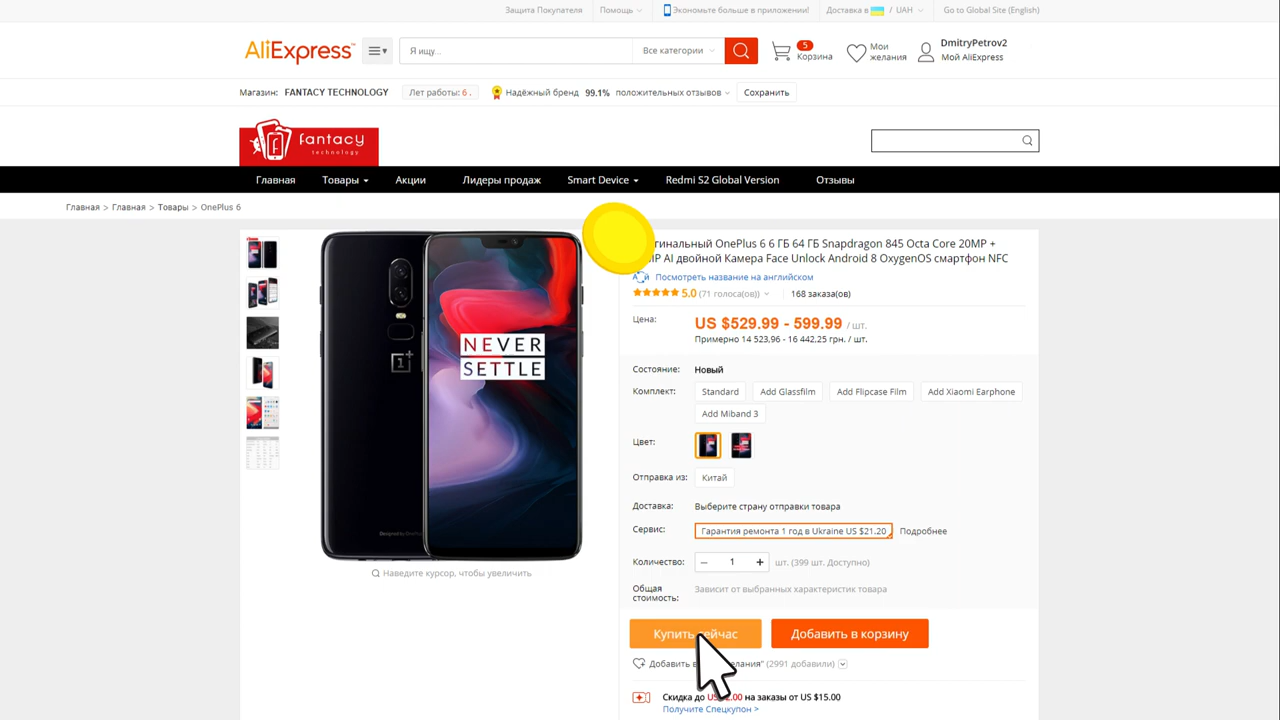 Защита Покупателя
Помощь
Экономьте больше в приложении!
Доставка в / UAH
Go to Global Site (English)
AliExpress™
Я ищу...
Все категории
5
Корзина
Мои желания
DmitryPetrov2
Мой AliExpress
Магазин: FANTACY TECHNOLOGY
Лет работы: 6 .
Надёжный бренд 99.1% положительных отзывов
Сохранить
fantacy
technology
Главная Товары Акции Лидеры продаж Smart Device Redmi S2 Global Version Отзывы
Главная > Главная > Товары > OnePlus 6
OnePlus 6 6 ГБ 64 ГБ Snapdragon 845 Octa Core 20MP +
AI двойной Камера Face Unlock Android 8 OxygenOS смартфон NFC
Посмотреть название на английском
5.0 (71 голоса(ов)) 168 заказа(ов)
Цена: US $529.99 - 599.99 / шт.
Примерно 14 523,96 - 16 442,25 грн. / шт.
NEVER
SETTLE
Состояние: Новый
Комплект: Standard Add Glassfilm Add Flipcase Film Add Xiaomi Earphone
Add Miband 3
Цвет:
Отправка из: Китай
Доставка: Выберите страну отправки товара
Сервис: Гарантия ремонта 1 год в Ukraine US $21.20 Подробнее
Количество: – 1 + шт. (399 шт. Доступно)
Наведите курсор, чтобы увеличить
Общая
стоимость: Зависит от выбранных характеристик товара
Купить сейчас
Добавить в корзину
Добавить в желания" (2991 добавили)
Скидка до на заказы от US $15.00
Получите Спецкупон >